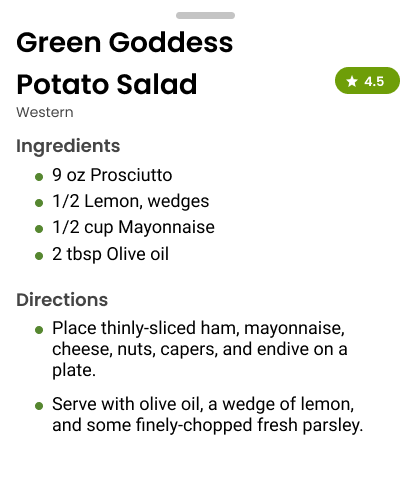 Green Goddess
Potato Salad
4.5
Western
Ingredients
9 oz Prosciutto
1/2 Lemon, wedges
1/2 cup Mayonnaise
2 tbsp Olive oil
Directions
Place thinly-sliced ham, mayonnaise,
cheese, nuts, capers, and endive on a
plate.
Serve with olive oil, a wedge of lemon,
and some finely-chopped fresh parsley.